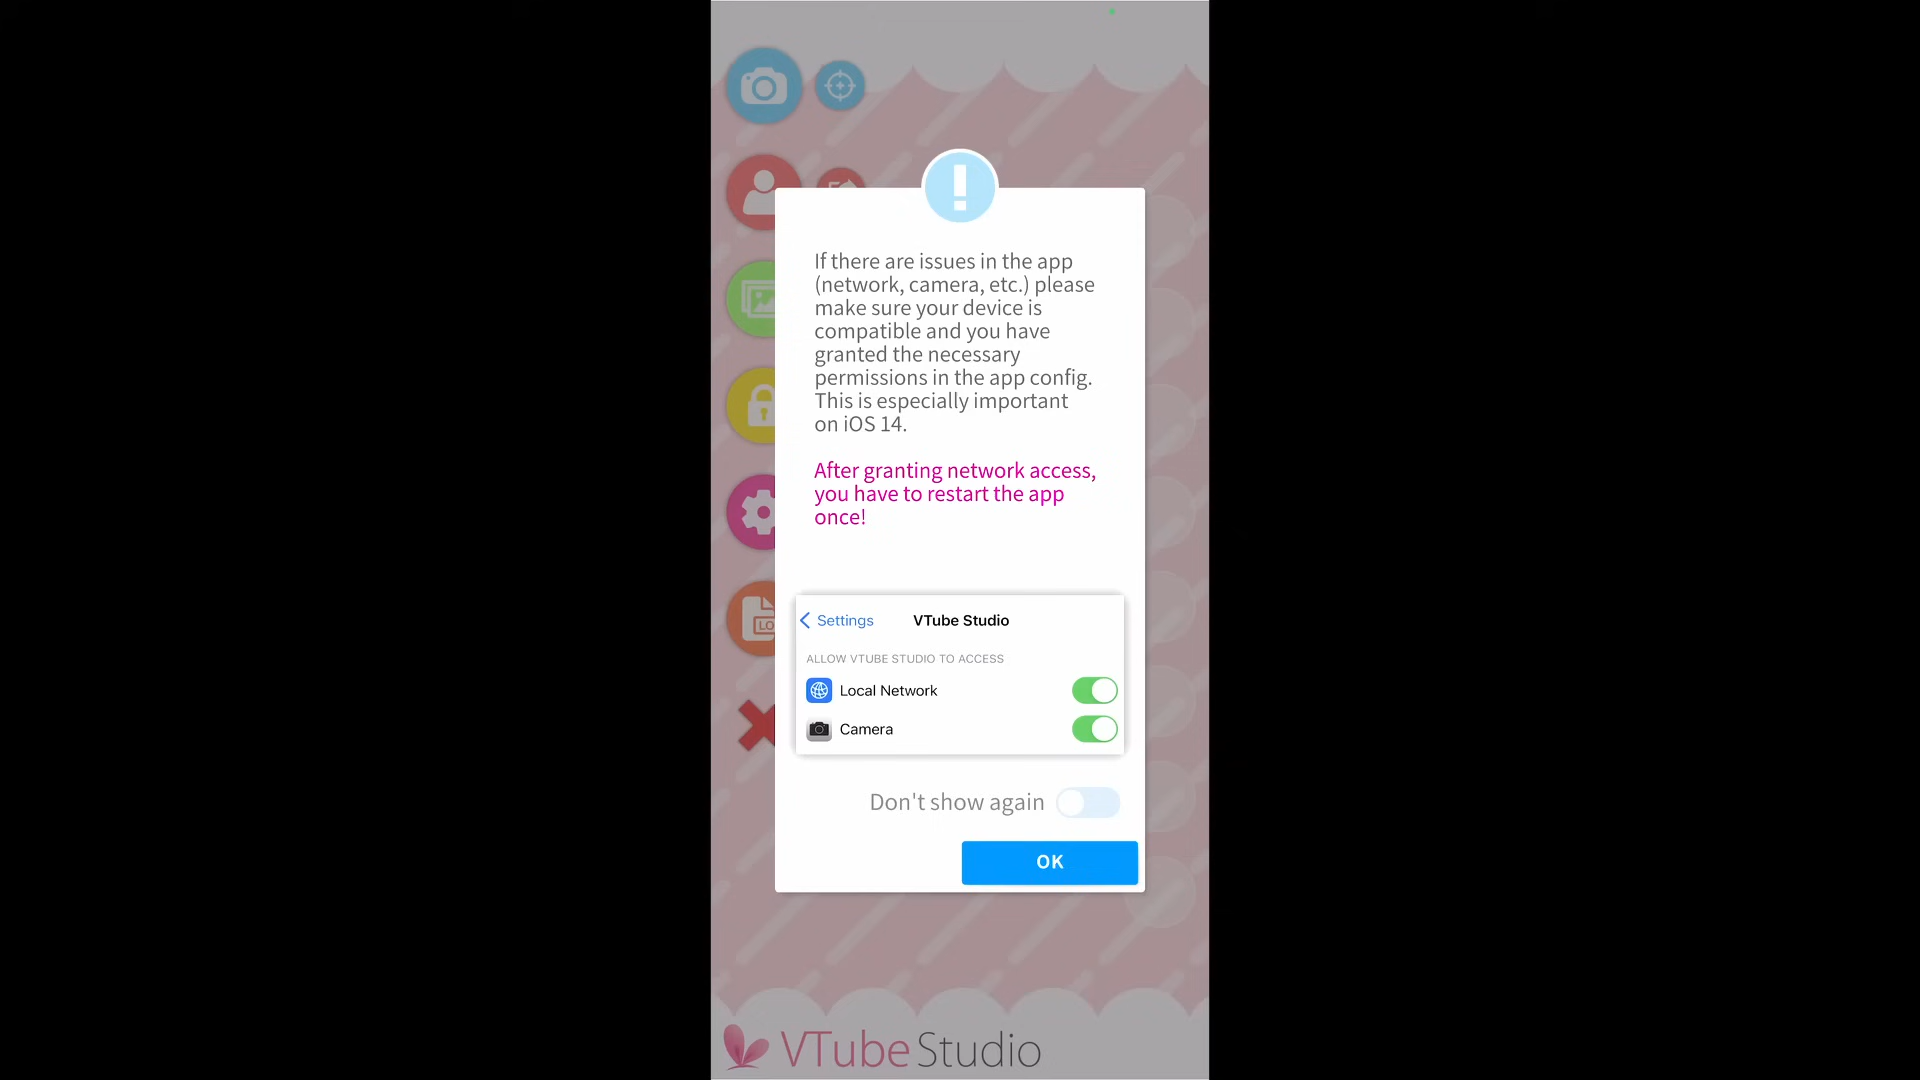 If there are issues in the app
(network, camera, etc.) please
make sure your device is
compatible and you have
granted the necessary
permissions in the app config.
This is especially important
on iOS 14.
After granting network access,
you have to restart the app
once!
Settings VTube Studio
ALLOW VTUBE STUDIO TO ACCESS
Local Network
Camera
Don't show again
OK
VTube Studio